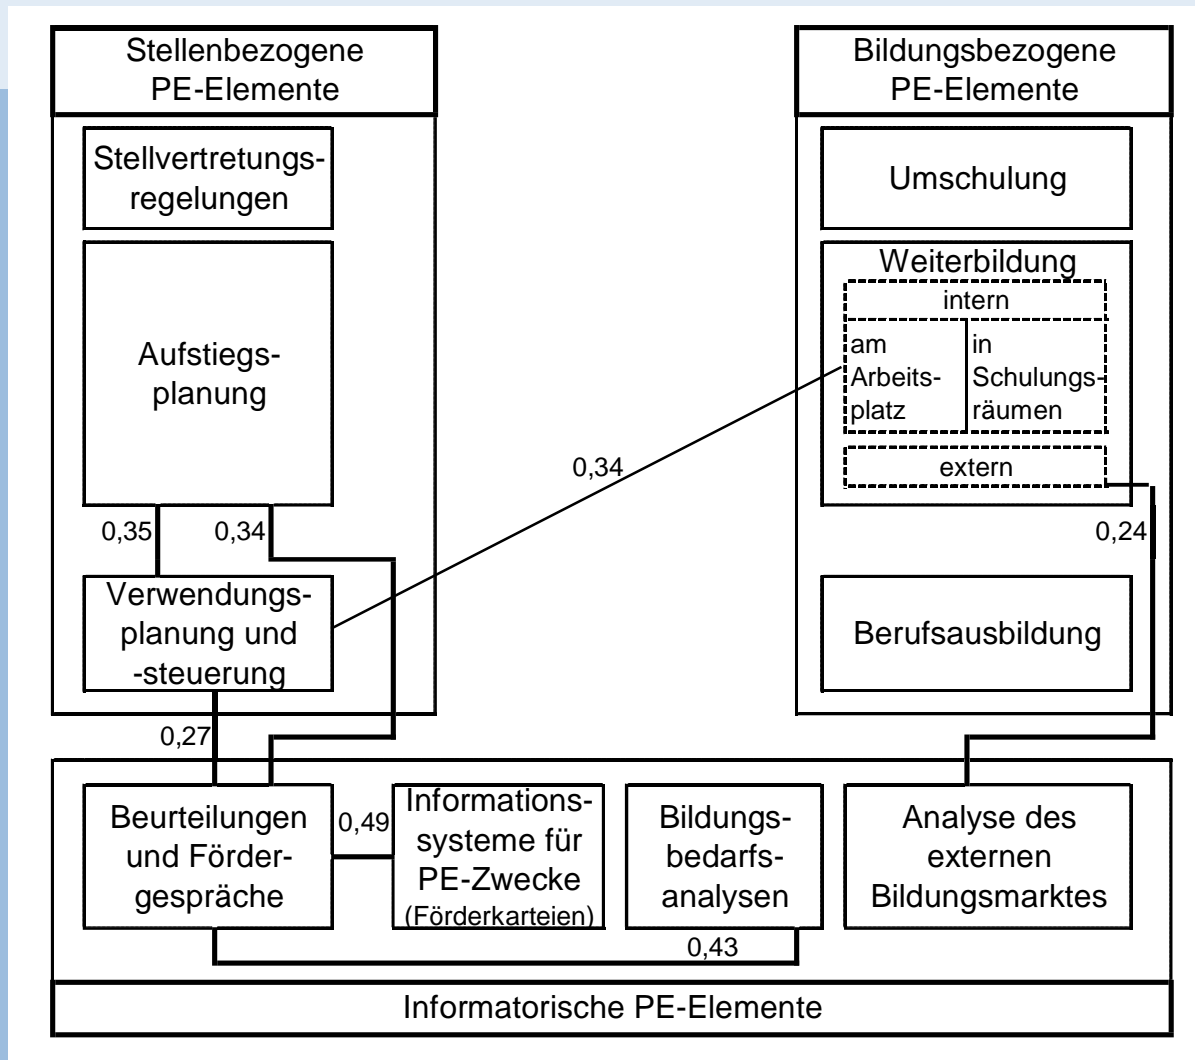 Stellenbezogene
PE-Elemente
Stellvertretungs-
regelungen
Aufstiegs-
planung
0,35
0,34
Verwendungs-
planung und
-steuerung
0,27
0,34
Bildungsbezogene
PE-Elemente
Umschulung
Weiterbildung
intern
am
Arbeits-
platz
in
Schulungs-
räumen
extern
0,24
Berufsausbildung
Beurteilungen
und Förder-
gespräche
0,49
Informations-
systeme für
PE-Zwecke
(Förderkarteien)
Bildungs-
bedarfs-
analysen
0,43
Analyse des
externen
Bildungsmarktes
Informatorische PE-Elemente